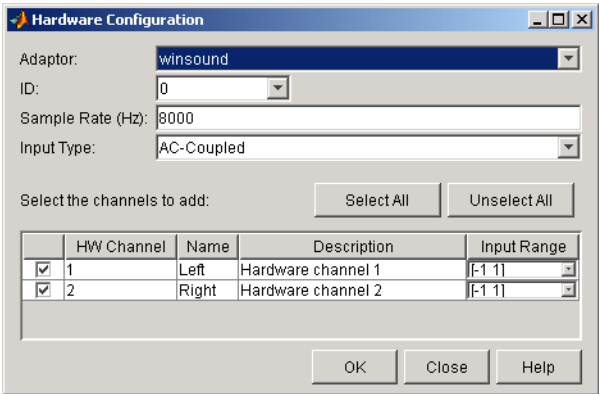 Hardware Configuration
Adaptor: winsound
ID: 0
Sample Rate (Hz): 8000
Input Type: AC-Coupled
Select the channels to add: Select All Unselect All
HW Channel Name Description Input Range
1 Left Hardware channel 1 [-1 1]
2 Right Hardware channel 2 [-1 1]
OK Close Help